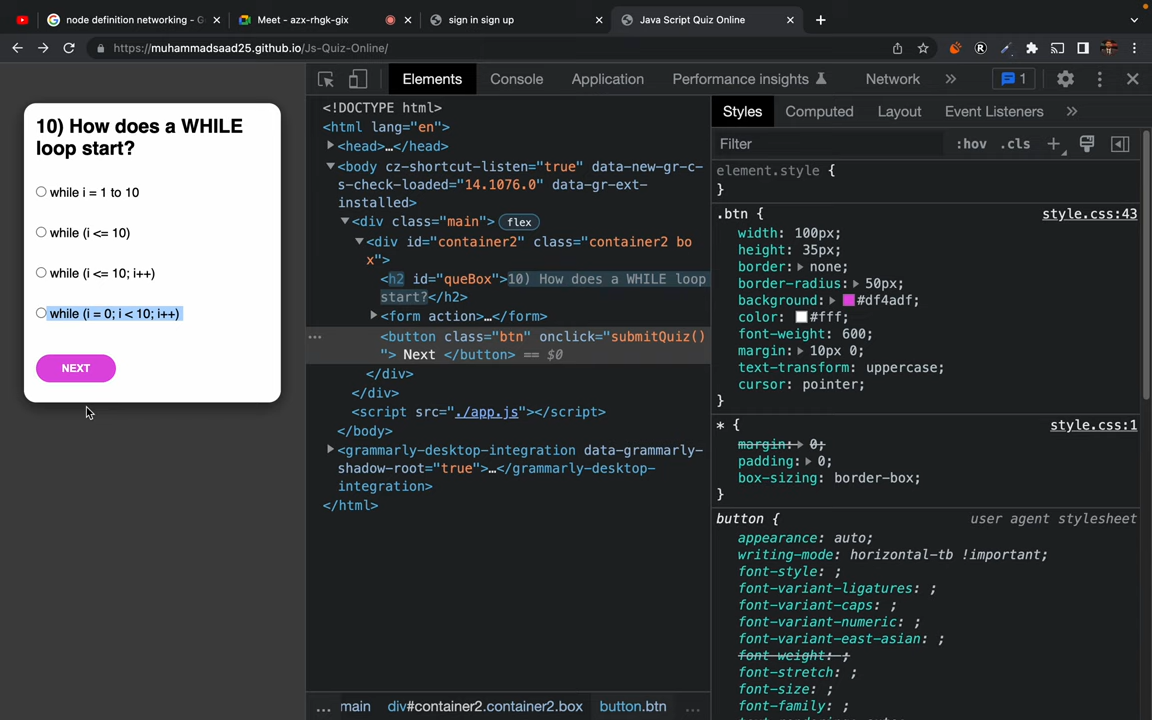 node definition networking - G
Meet - azx-rhgk-gix
sign in sign up
Java Script Quiz Online
https://muhammadsaad25.github.io/Js-Quiz-Online/
Elements Console Application Performance insights Network » 1
10) How does a WHILE
loop start?
while i = 1 to 10
while (i <= 10)
while (i <= 10; i++)
while (i = 0; i < 10; i++)
NEXT
<!DOCTYPE html>
<html lang="en">
<head>…</head>
<body cz-shortcut-listen="true" data-new-gr-c-
s-check-loaded="14.1076.0" data-gr-ext-
installed>
<div class="main"> flex
<div id="container2" class="container2 bo
x">
<h2 id="queBox">10) How does a WHILE loop
start?</h2>
<form action>…</form>
<button class="btn" onclick="submitQuiz()
"> Next </button> == $0
</div>
</div>
<script src="./app.js"></script>
</body>
<grammarly-desktop-integration data-grammarly-
shadow-root="true">…</grammarly-desktop-
integration>
</html>
… main div#container2.container2.box button.btn …
Styles Computed Layout Event Listeners »
Filter :hov .cls +
element.style {
}
.btn { style.css:43
width: 100px;
height: 35px;
border: none;
border-radius: 50px;
background: #df4adf;
color: #fff;
font-weight: 600;
margin: 10px 0;
text-transform: uppercase;
cursor: pointer;
}
* { style.css:1
margin: 0;
padding: 0;
box-sizing: border-box;
}
button { user agent stylesheet
appearance: auto;
writing-mode: horizontal-tb !important;
font-style: ;
font-variant-ligatures: ;
font-variant-caps: ;
font-variant-numeric: ;
font-variant-east-asian: ;
font-weight: ;
font-stretch: ;
font-size: ;
font-family: ;